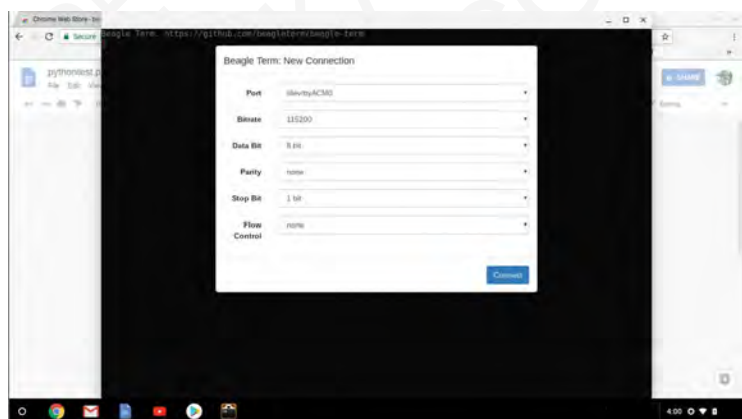 Chrome Web Store - be
Secure
Beagle Term. https://github.com/beagleterm/beagle-term
pythontest.p
File Edit View
SHARE
Editing
Beagle Term: New Connection
Port /dev/ttyACM0
Bitrate 115200
Data Bit 8 bit
Parity none
Stop Bit 1 bit
Flow Control none
Connect
4:00